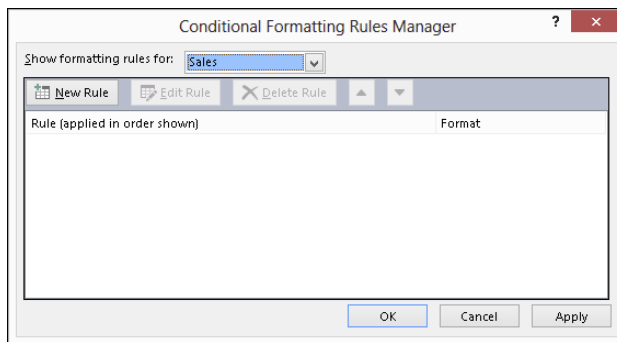 Conditional Formatting Rules Manager ? ×
Show formatting rules for: Sales
New Rule Edit Rule Delete Rule
Rule (applied in order shown) Format
OK Cancel Apply